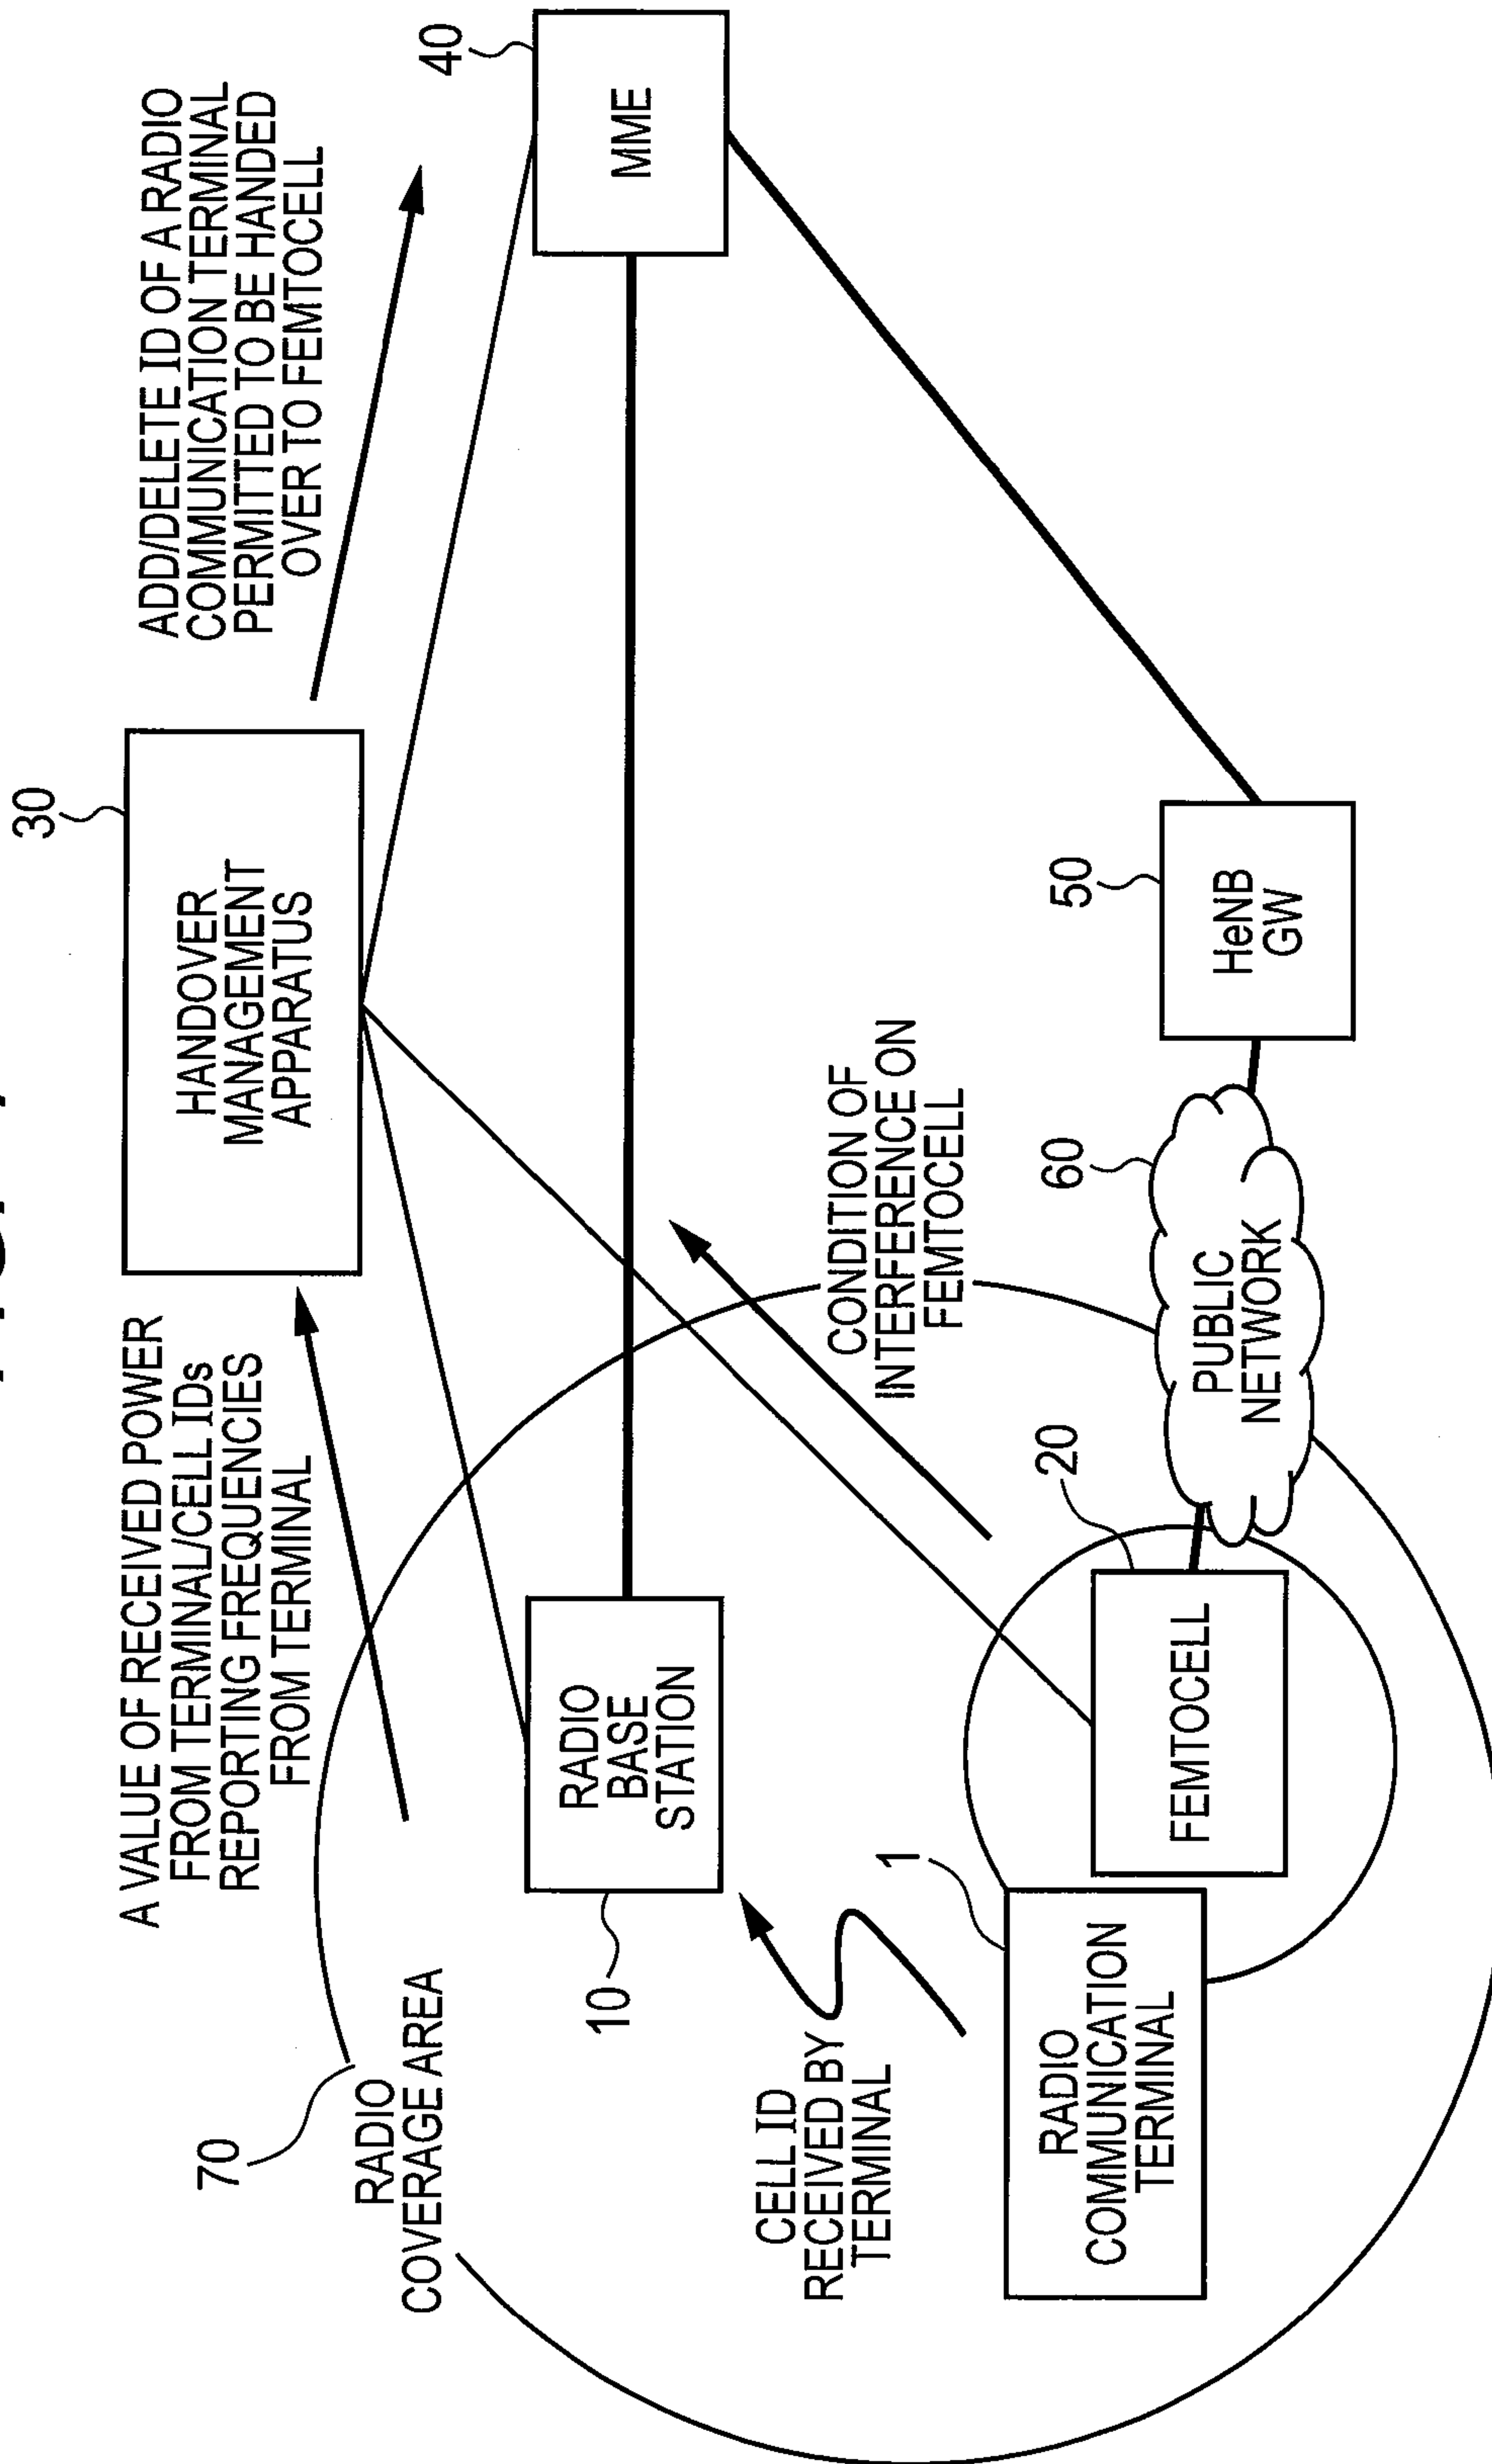 30
HANDOVER
MANAGEMENT
APPARATUS
A VALUE OF RECEIVED POWER
FROM TERMINAL/CELL IDs
REPORTING FREQUENCIES
FROM TERMINAL
ADD/DELETE ID OF A RADIO
COMMUNICATION TERMINAL
PERMITTED TO BE HANDED
OVER TO FEMTOCELL
70
RADIO
COVERAGE AREA
40
MME
10
RADIO
BASE
STATION
CELL ID
RECEIVED BY
TERMINAL
CONDITION OF
INTERFERENCE ON
FEMTOCELL
1
RADIO
COMMUNICATION
TERMINAL
20
FEMTOCELL
60
PUBLIC
NETWORK
50
HeNB
GW